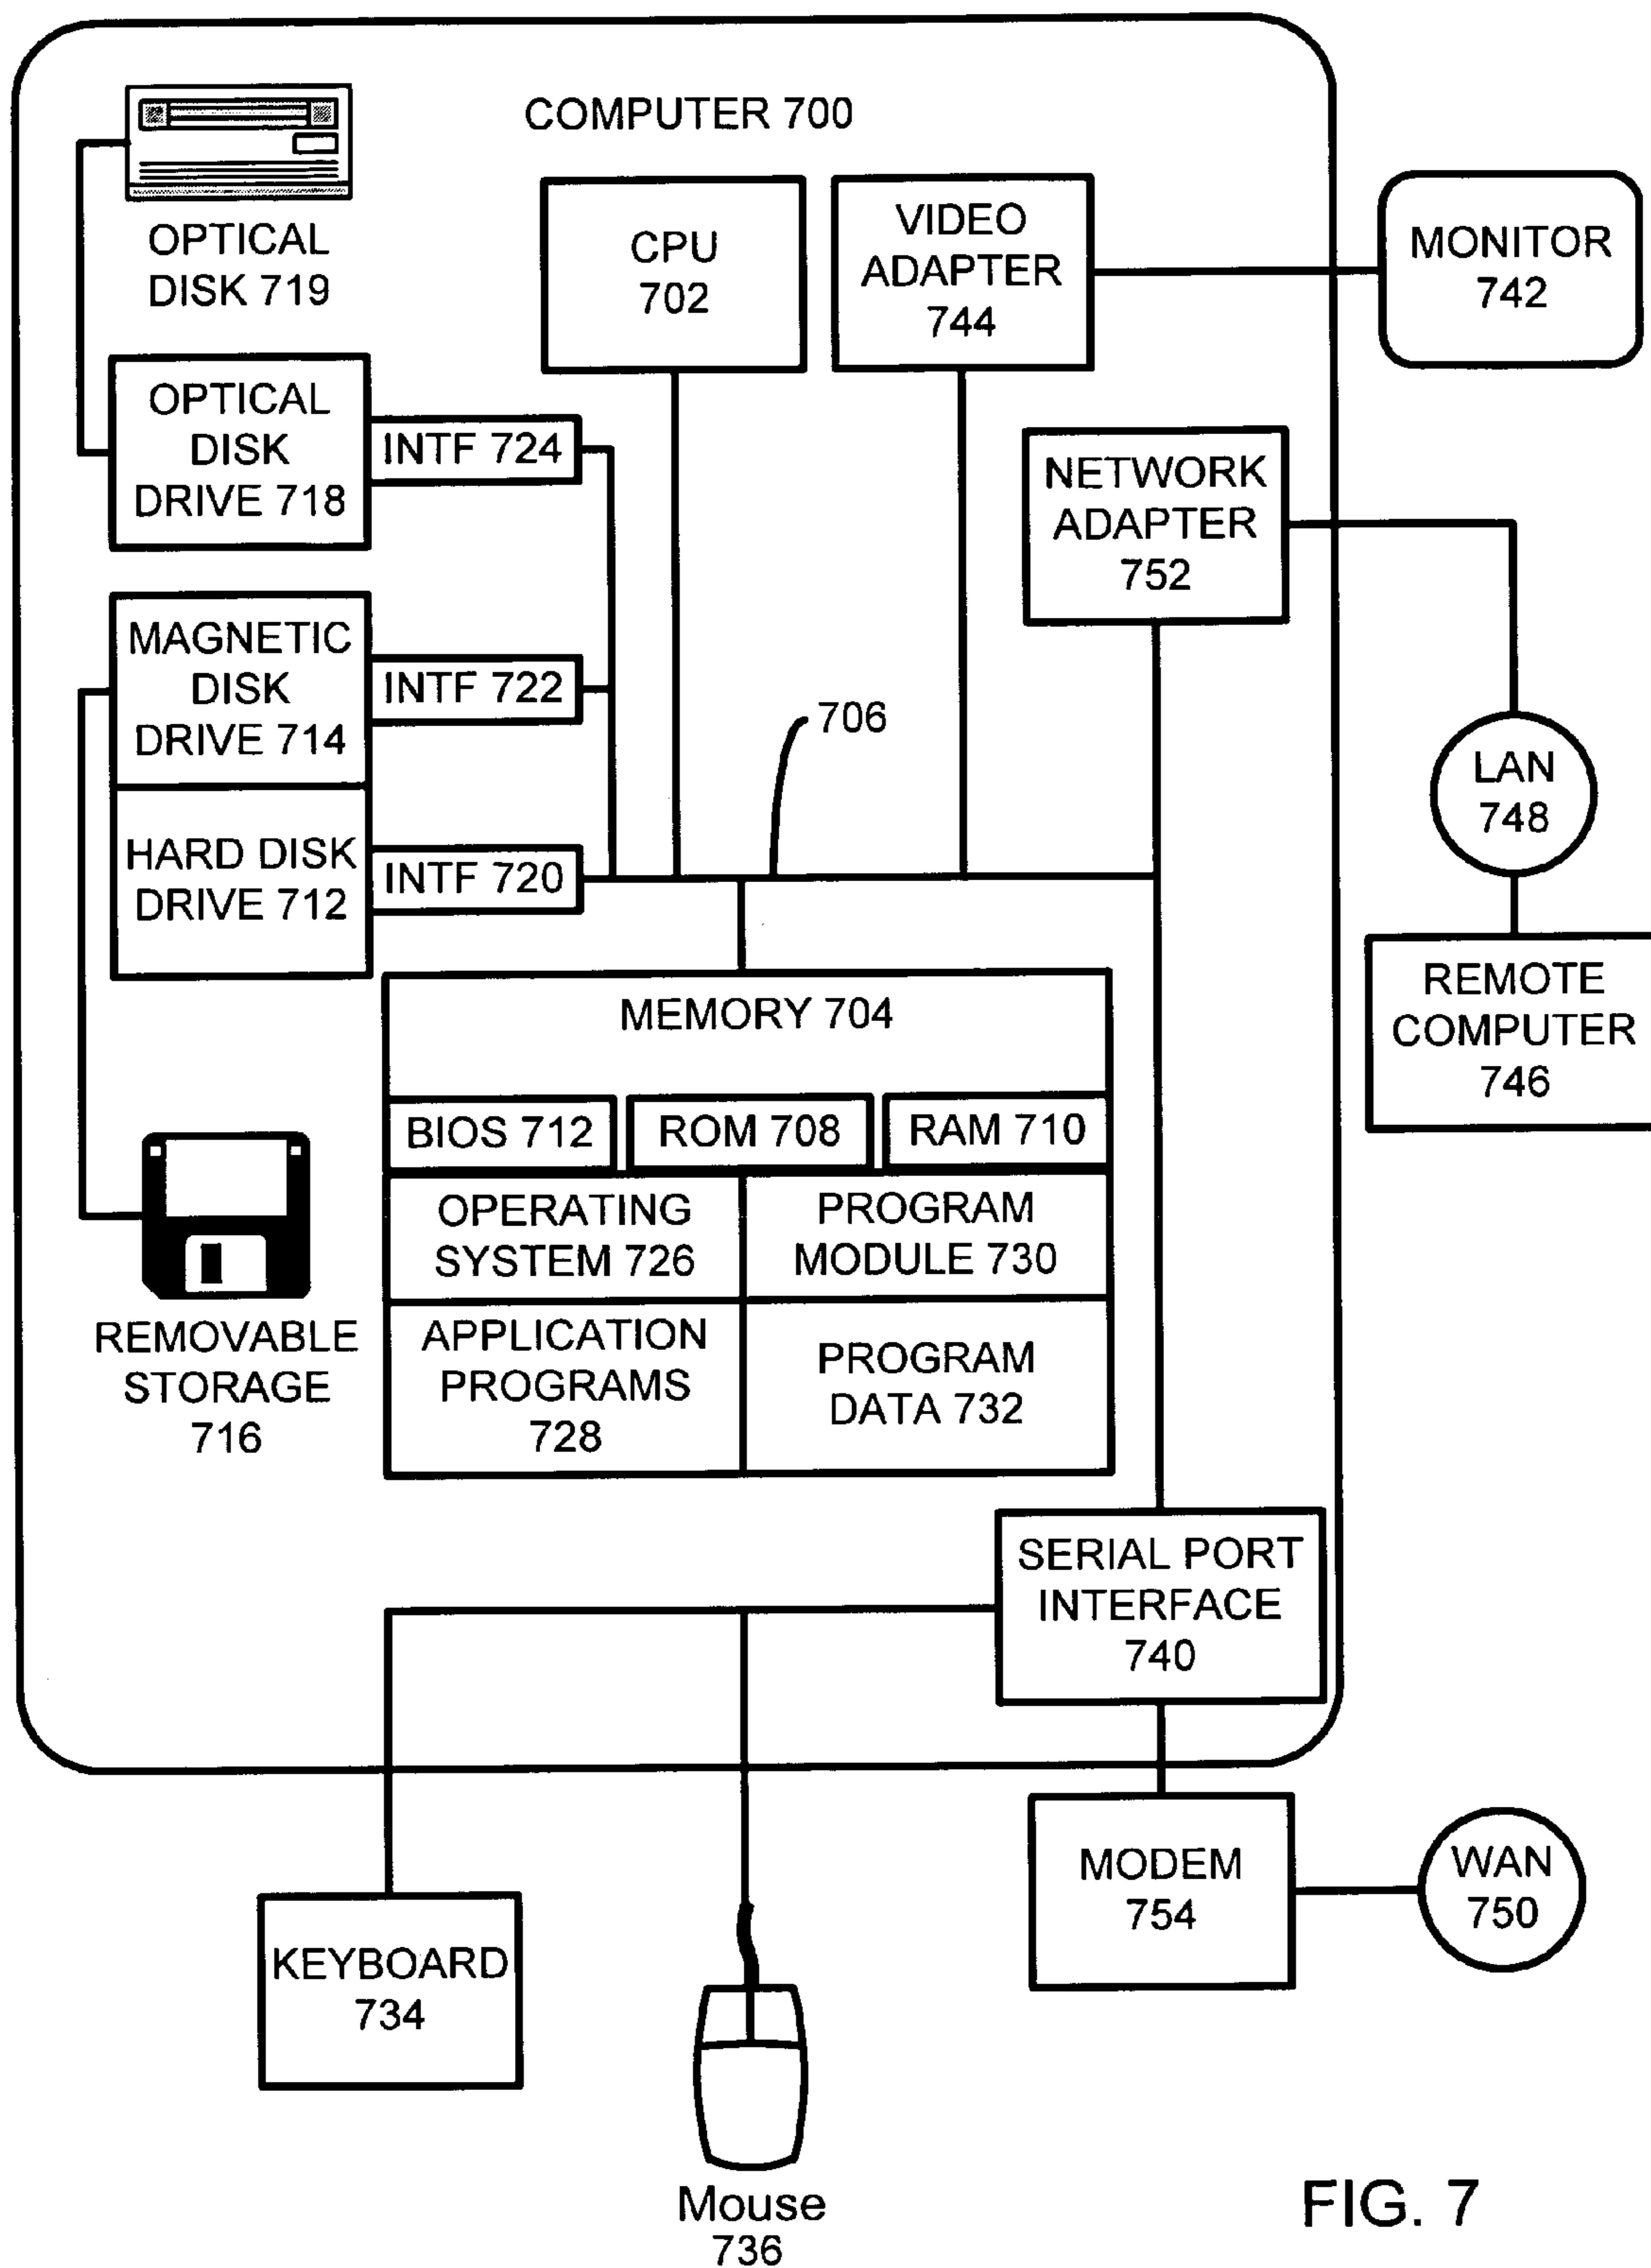 COMPUTER 700
OPTICAL
DISK 719
CPU
702
VIDEO
ADAPTER
744
MONITOR
742
OPTICAL
DISK
DRIVE 718
INTF 724
NETWORK
ADAPTER
752
MAGNETIC
DISK
DRIVE 714
INTF 722
706
LAN
748
HARD DISK
DRIVE 712
INTF 720
REMOTE
COMPUTER
746
MEMORY 704
BIOS 712
ROM 708
RAM 710
OPERATING
SYSTEM 726
PROGRAM
MODULE 730
REMOVABLE
STORAGE
716
APPLICATION
PROGRAMS
728
PROGRAM
DATA 732
SERIAL PORT
INTERFACE
740
MODEM
754
WAN
750
KEYBOARD
734
Mouse
736
FIG. 7